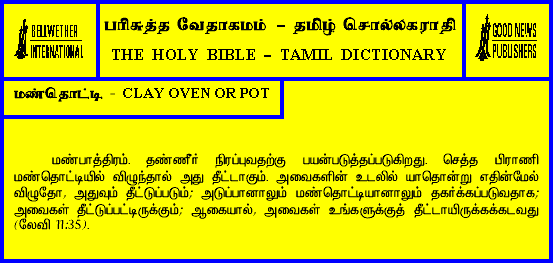 BELLWETHER
INTERNATIONAL
பரிசுத்த வேதாகமம் – தமிழ் சொல்லகராதி
THE HOLY BIBLE – TAMIL DICTIONARY
GOOD NEWS
PUBLISHERS
மண்தொட்டி - CLAY OVEN OR POT
மண்பாத்திரம். தண்ணீர் நிரப்புவதற்கு பயன்படுத்தப்படுகிறது. செத்த பிராணி
மண்தொட்டியில் விழுந்தால் அது தீட்டாகும். அவைகளின் உடலில் யாதொன்று எதின்மேல்
விழுதோ, அதுவும் தீட்டுப்படும்; அடுப்பானாலும் மண்தொட்டியானாலும் தகர்க்கப்படுவதாக;
அவைகள் தீட்டுப்பட்டிருக்கும்; ஆகையால், அவைகள் உங்களுக்குத் தீட்டாயிருக்கக்கடவது
(லேவி 11:35).